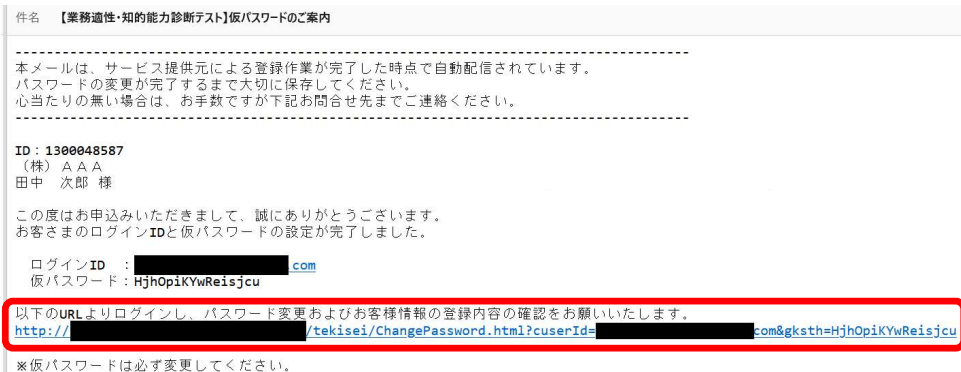 件名 【業務適性・知的能力診断テスト】仮パスワードのご案内
--------------------------------------------------------------------------------
本メールは、サービス提供元による登録作業が完了した時点で自動配信されています。
パスワードの変更が完了するまで大切に保存してください。
心当たりの無い場合は、お手数ですが下記お問合せ先までご連絡ください。
--------------------------------------------------------------------------------
ID：1300048587
（株）ＡＡＡ
田中　次郎 様
この度はお申込みいただきまして、誠にありがとうございます。
お客さまのログインIDと仮パスワードの設定が完了しました。
ログインID ： com
仮パスワード：HjhOpiKYwReisjcu
以下のURLよりログインし、パスワード変更およびお客様情報の登録内容の確認をお願いいたします。
http:// /tekisei/ChangePassword.html?cuserId= com&gksth=HjhOpiKYwReisjcu
※仮パスワードは必ず変更してください。